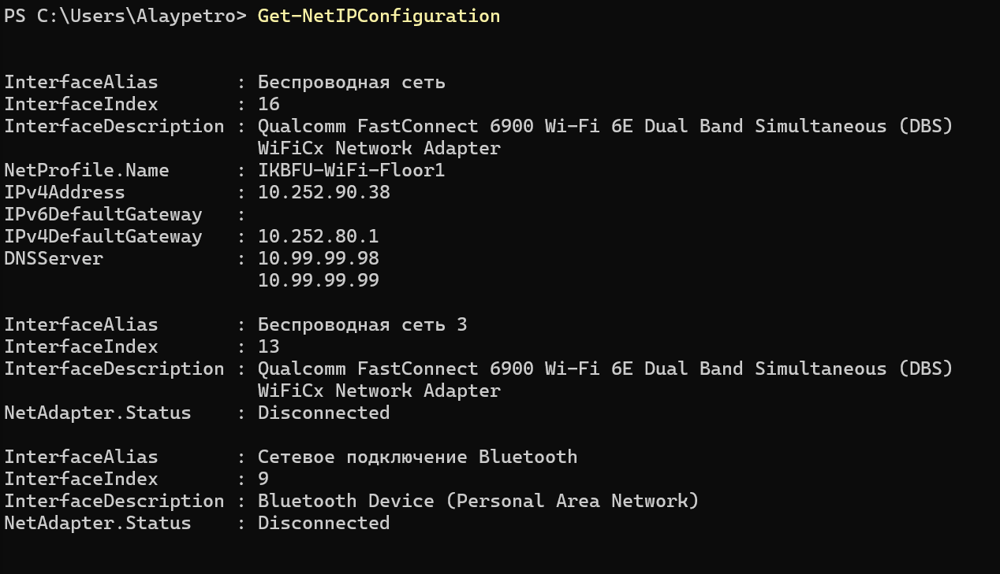 PS C:\Users\Alaypetro> Get-NetIPConfiguration
InterfaceAlias       : Беспроводная сеть
InterfaceIndex       : 16
InterfaceDescription : Qualcomm FastConnect 6900 Wi-Fi 6E Dual Band Simultaneous (DBS)
                       WiFiCx Network Adapter
NetProfile.Name      : IKBFU-WiFi-Floor1
IPv4Address          : 10.252.90.38
IPv6DefaultGateway   :
IPv4DefaultGateway   : 10.252.80.1
DNSServer            : 10.99.99.98
                       10.99.99.99
InterfaceAlias       : Беспроводная сеть 3
InterfaceIndex       : 13
InterfaceDescription : Qualcomm FastConnect 6900 Wi-Fi 6E Dual Band Simultaneous (DBS)
                       WiFiCx Network Adapter
NetAdapter.Status    : Disconnected
InterfaceAlias       : Сетевое подключение Bluetooth
InterfaceIndex       : 9
InterfaceDescription : Bluetooth Device (Personal Area Network)
NetAdapter.Status    : Disconnected